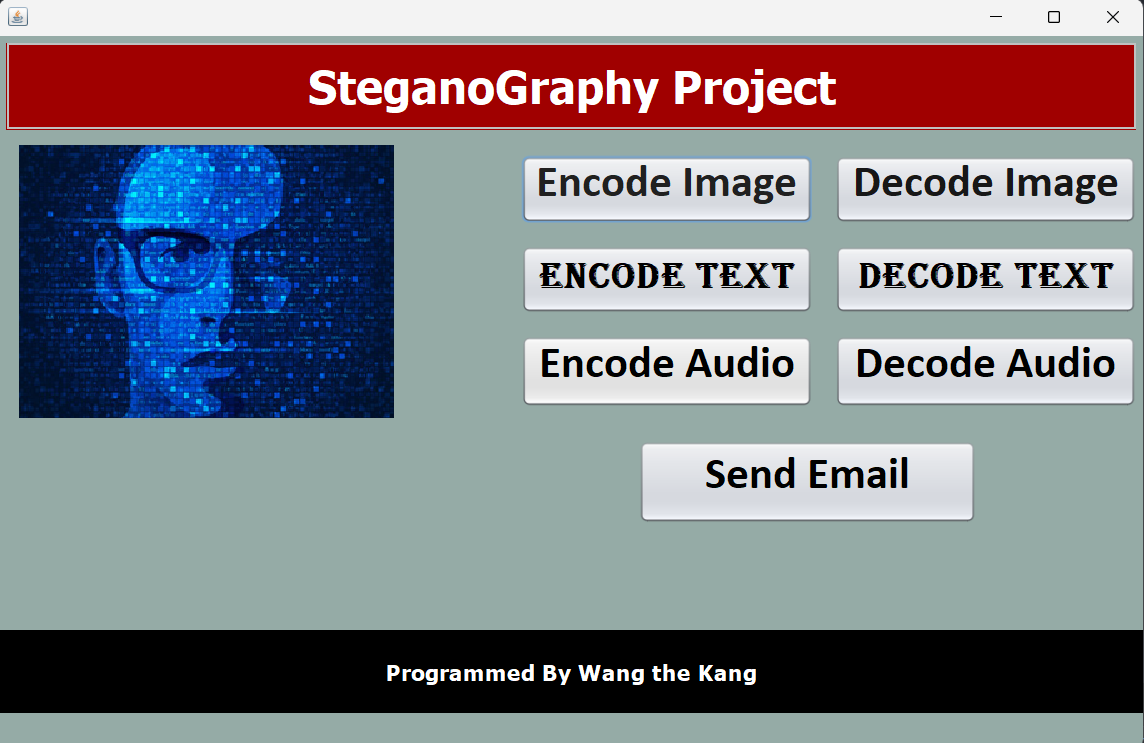 SteganoGraphy Project
Encode Image
Decode Image
ENCODE TEXT
DECODE TEXT
Encode Audio
Decode Audio
Send Email
Programmed By Wang the Kang